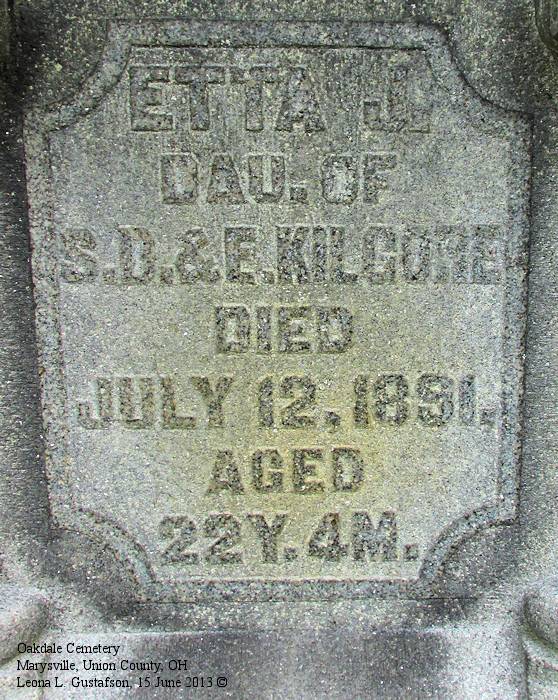 ETTA J.
DAU. OF
S.D.&E.KILGORE
DIED
JULY 12, 1891.
AGED
22Y. 4M.
Oakdale Cemetery
Marysville, Union County, OH
Leona L. Gustafson, 15 June 2013 ©